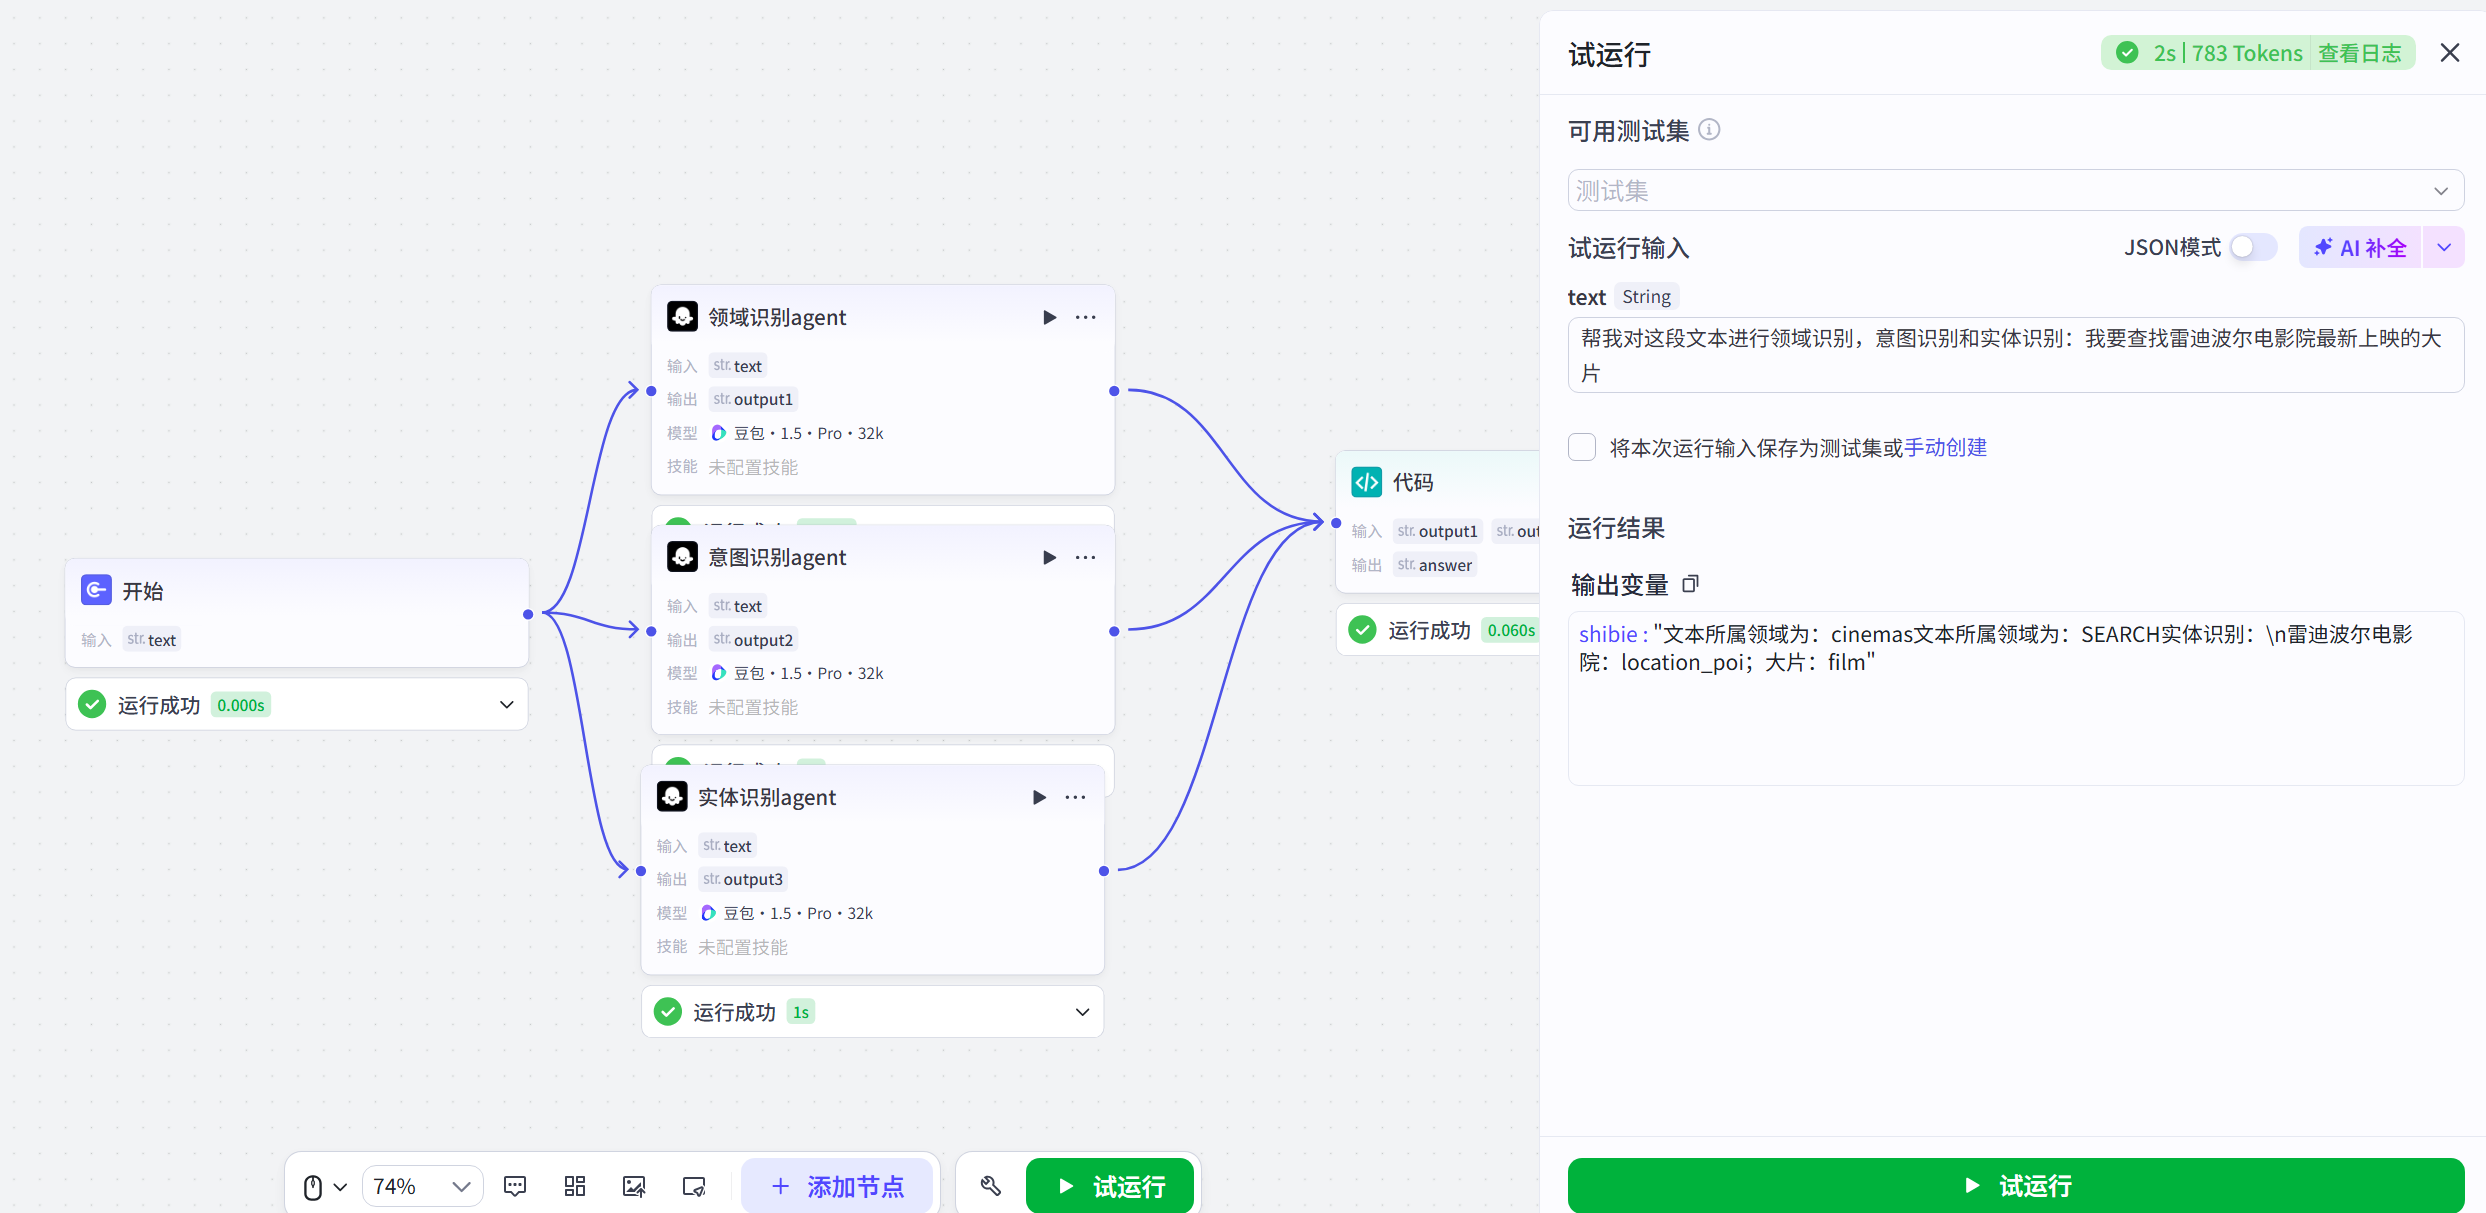 开始
输入 str. text
运行成功 0.000s
领域识别agent
输入 str. text
输出 str. output1
模型 豆包·1.5·Pro·32k
技能 未配置技能
运行成功
意图识别agent
输入 str. text
输出 str. output2
模型 豆包·1.5·Pro·32k
技能 未配置技能
运行成功
实体识别agent
输入 str. text
输出 str. output3
模型 豆包·1.5·Pro·32k
技能 未配置技能
运行成功 1s
代码
输入 str. output1 str. out
输出 str. answer
运行成功 0.060s
74%
添加节点
试运行
试运行
2s | 783 Tokens 查看日志
可用测试集
测试集
试运行输入
JSON模式
AI 补全
text String
帮我对这段文本进行领域识别，意图识别和实体识别：我要查找雷迪波尔电影院最新上映的大
片
将本次运行输入保存为测试集或手动创建
运行结果
输出变量
shibie : "文本所属领域为：cinemas文本所属领域为：SEARCH实体识别：\n雷迪波尔电影
院：location_poi；大片：film"
试运行